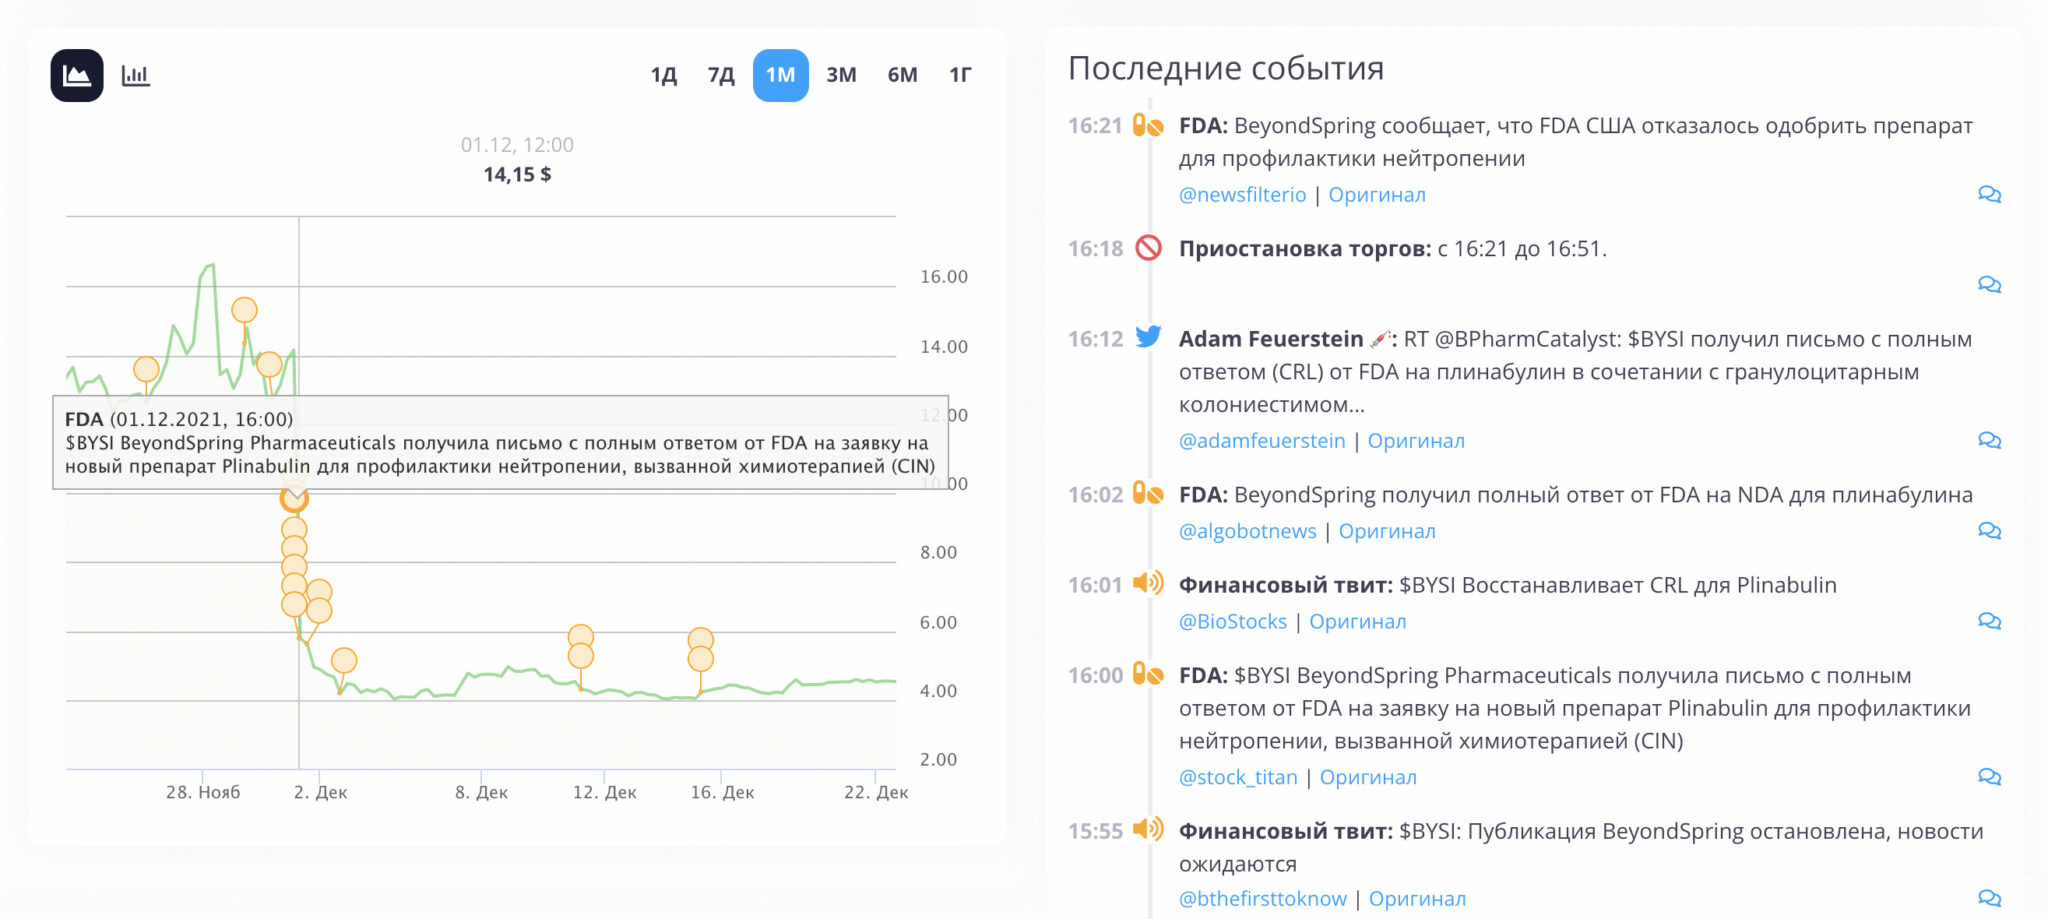 1Д 7Д 1М 3М 6М 1Г
01.12, 12:00
14,15 $
16.00
14.00
12.00
10.00
8.00
6.00
4.00
2.00
FDA (01.12.2021, 16:00)
$BYSI BeyondSpring Pharmaceuticals получила письмо с полным ответом от FDA на заявку на
новый препарат Plinabulin для профилактики нейтропении, вызванной химиотерапией (CIN)
28. Нояб 2. Дек 8. Дек 12. Дек 16. Дек 22. Дек
Последние события
16:21 FDA: BeyondSpring сообщает, что FDA США отказалось одобрить препарат
для профилактики нейтропении
@newsfilterio | Оригинал
16:18 Приостановка торгов: с 16:21 до 16:51.
16:12 Adam Feuerstein : RT @BPharmCatalyst: $BYSI получил письмо с полным
ответом (CRL) от FDA на плинабулин в сочетании с гранулоцитарным
колониестимом...
@adamfeuerstein | Оригинал
16:02 FDA: BeyondSpring получил полный ответ от FDA на NDA для плинабулина
@algobotnews | Оригинал
16:01 Финансовый твит: $BYSI Восстанавливает CRL для Plinabulin
@BioStocks | Оригинал
16:00 FDA: $BYSI BeyondSpring Pharmaceuticals получила письмо с полным
ответом от FDA на заявку на новый препарат Plinabulin для профилактики
нейтропении, вызванной химиотерапией (CIN)
@stock_titan | Оригинал
15:55 Финансовый твит: $BYSI: Публикация BeyondSpring остановлена, новости
ожидаются
@bthefirsttoknow | Оригинал